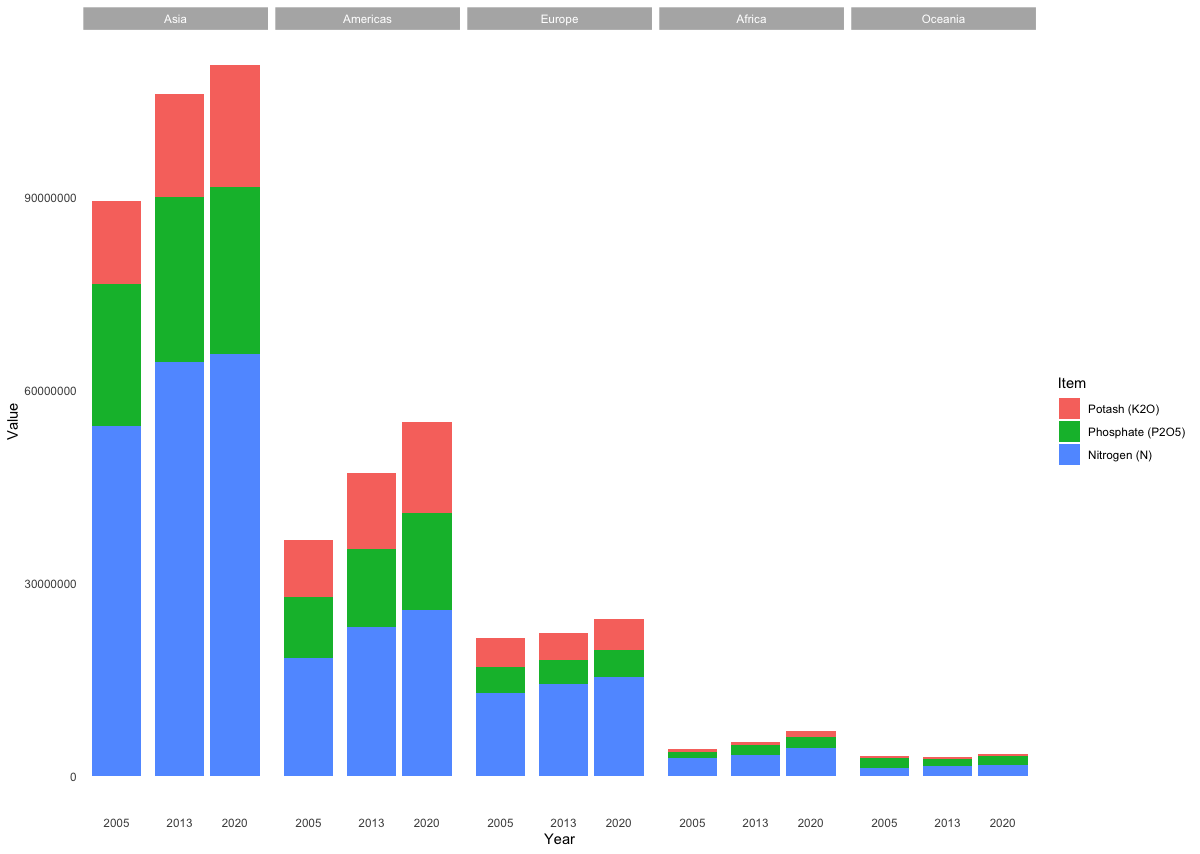 Asia Americas Europe Africa Oceania
90000000
60000000
30000000
0
Value
2005 2013 2020 2005 2013 2020 2005 2013 2020 2005 2013 2020 2005 2013 2020
Year
Item
Potash (K2O)
Phosphate (P2O5)
Nitrogen (N)